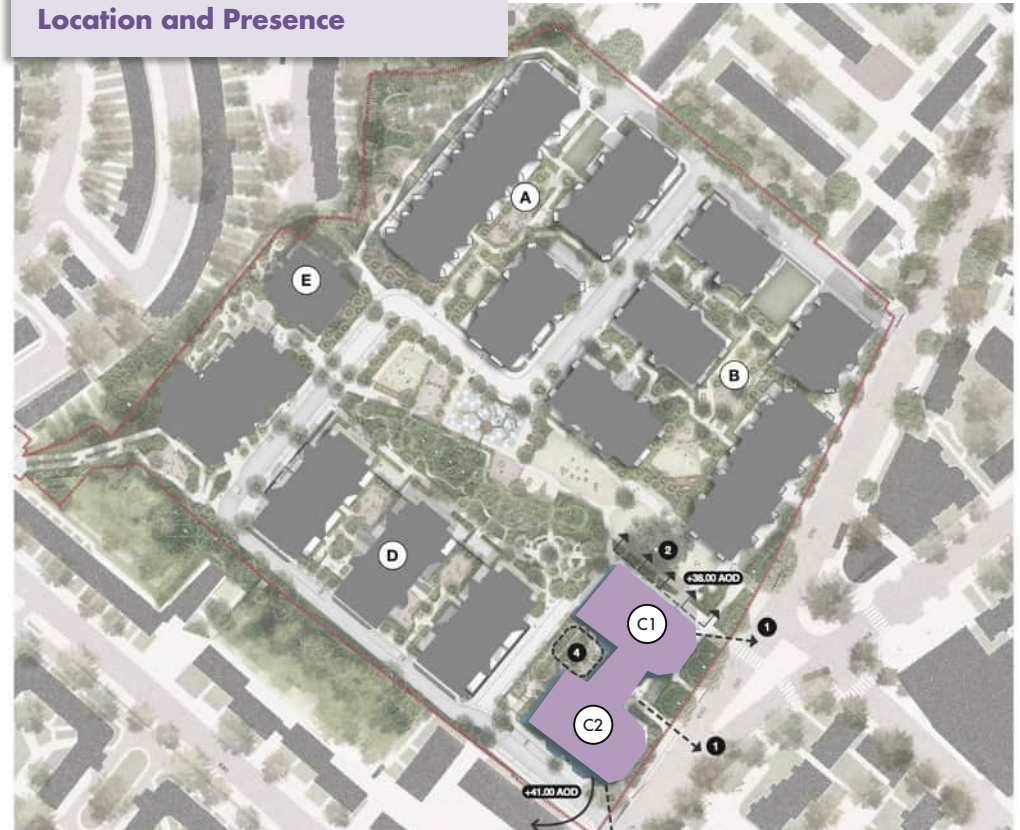 Location and Presence
A
E
B
D
2
+38.00 AOD
C1
1
4
C2
1
+41.00 AOD